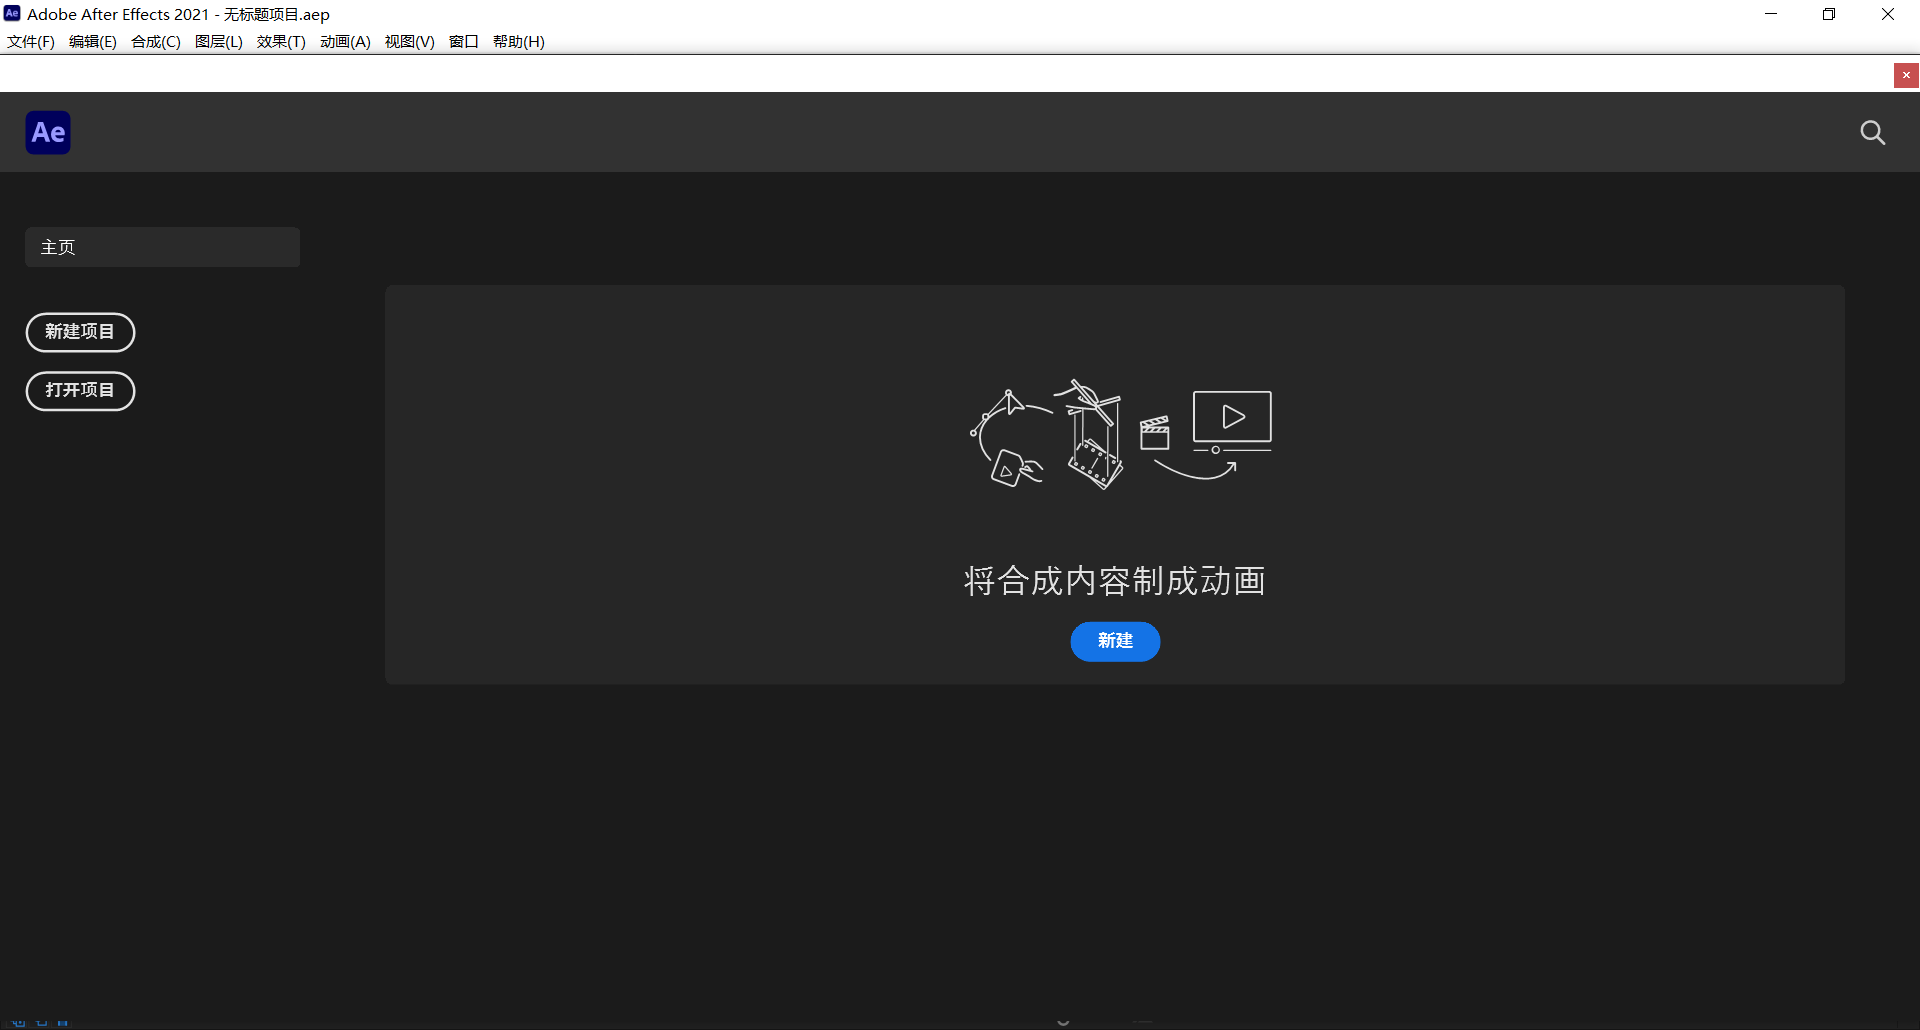 Adobe After Effects 2021 - 无标题项目.aep
文件(F) 编辑(E) 合成(C) 图层(L) 效果(T) 动画(A) 视图(V) 窗口 帮助(H)
Ae
主页
新建项目
打开项目
将合成内容制成动画
新建